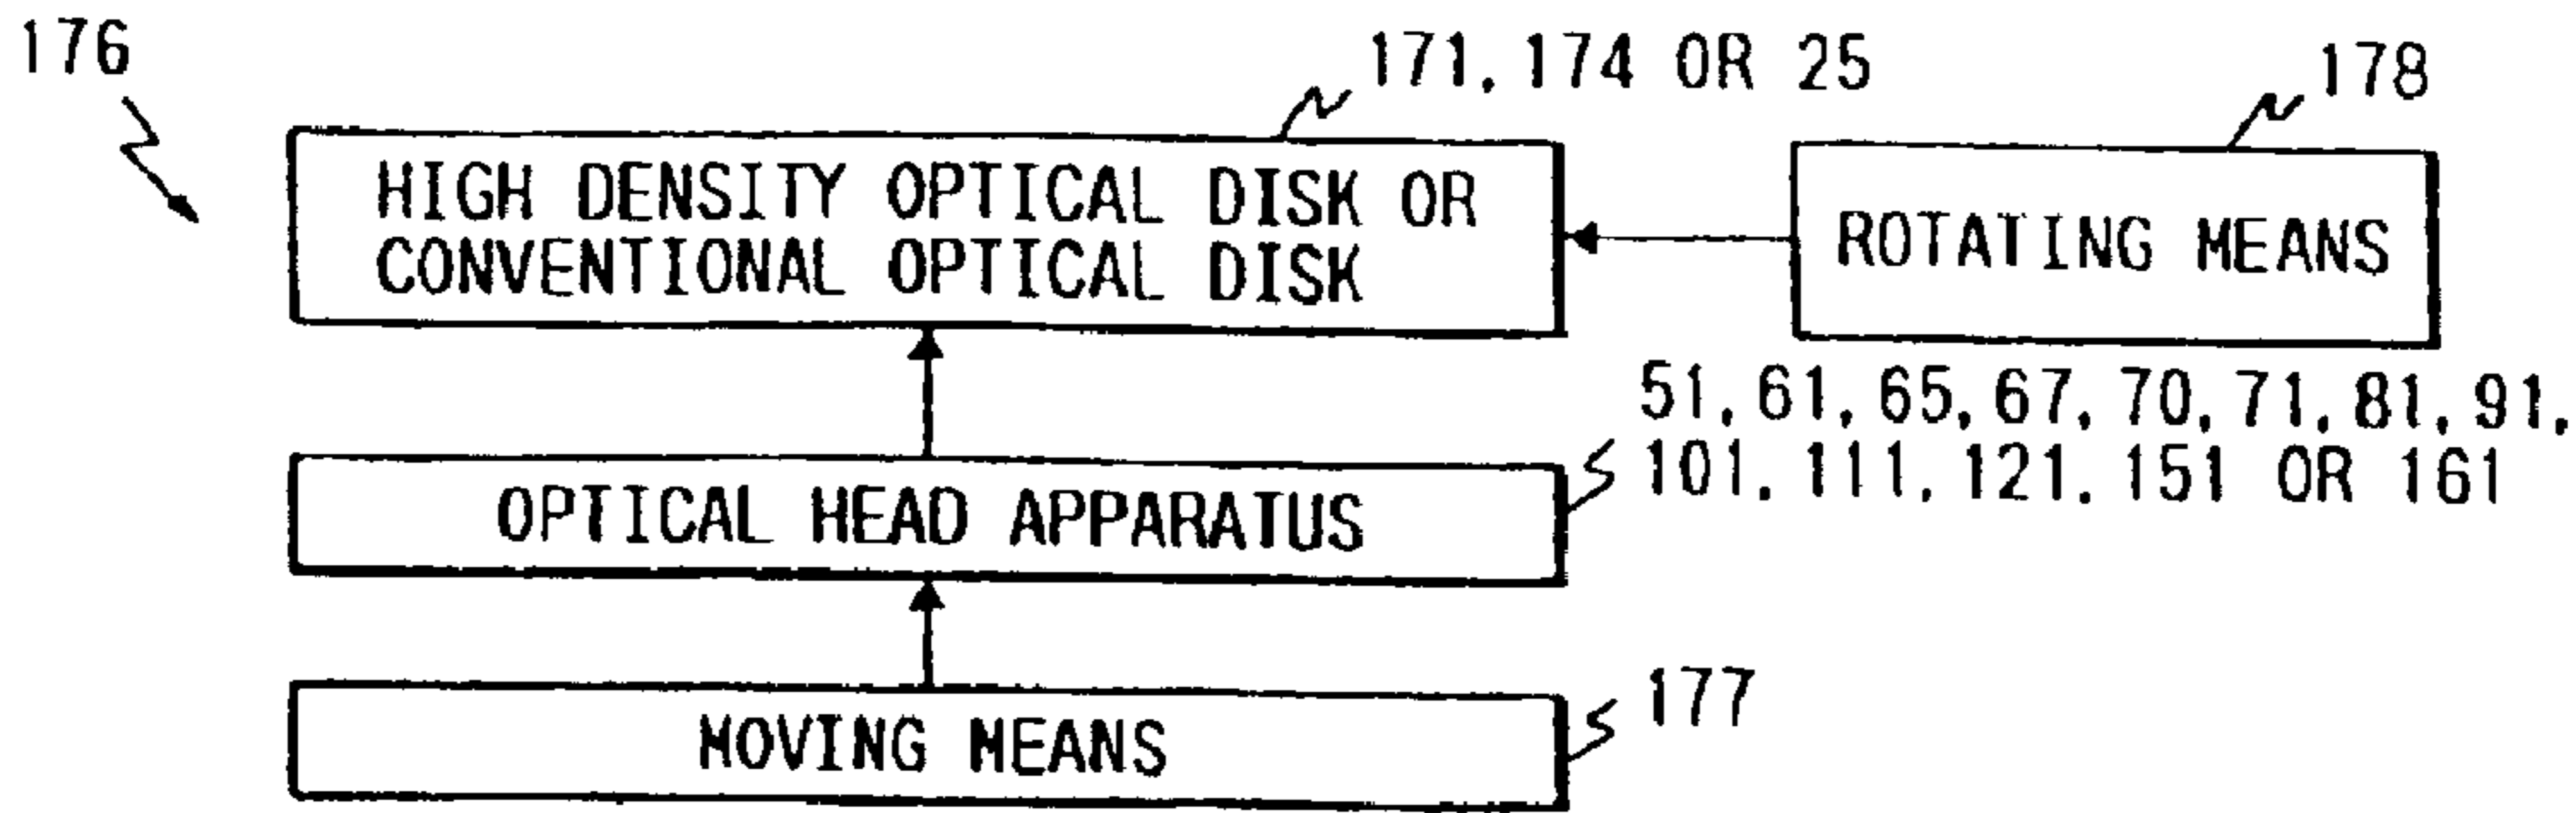 176
171, 174 OR 25
178
HIGH DENSITY OPTICAL DISK OR
CONVENTIONAL OPTICAL DISK
ROTATING MEANS
51, 61, 65, 67, 70, 71, 81, 91,
101, 111, 121, 151 OR 161
OPTICAL HEAD APPARATUS
177
MOVING MEANS